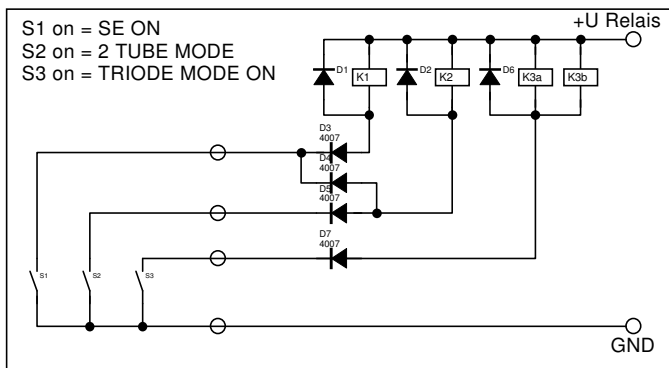 S1 on = SE ON
S2 on = 2 TUBE MODE
S3 on = TRIODE MODE ON
+U Relais
D1
K1
D2
K2
D6
K3a
K3b
D3
4007
D4
4007
D5
4007
D7
4007
S1
S2
S3
GND